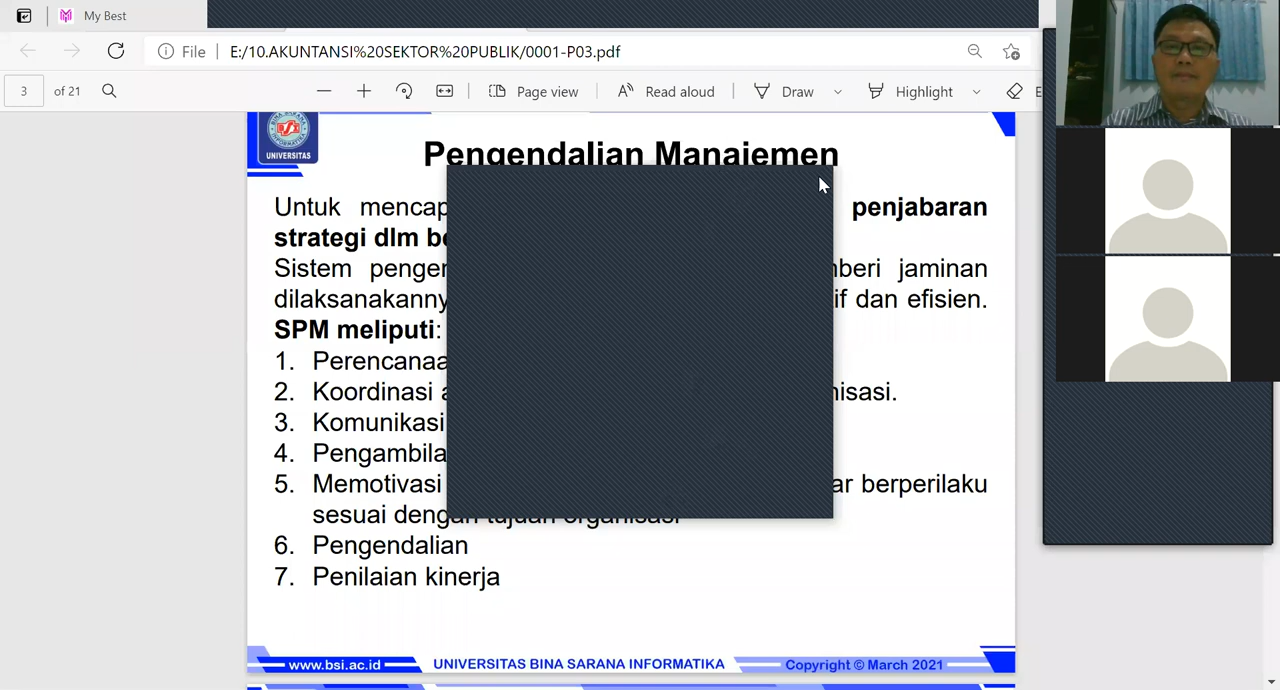 My Best
File
E:/10.AKUNTANSI%20SEKTOR%20PUBLIK/0001-P03.pdf
3 of 21
Page view
Read aloud
Draw
Highlight
E
UNIVERSITAS
Pengendalian Manajemen
Untuk mencap penjabaran
strategi dlm be
Sistem penger nberi jaminan
dilaksanakanny if dan efisien.
SPM meliputi:
1. Perencanaa
2. Koordinasi a nisasi.
3. Komunikasi
4. Pengambila
5. Memotivasi ar berperilaku
sesuai dengan tujuan organisasi
6. Pengendalian
7. Penilaian kinerja
www.bsi.ac.id UNIVERSITAS BINA SARANA INFORMATIKA Copyright © March 2021